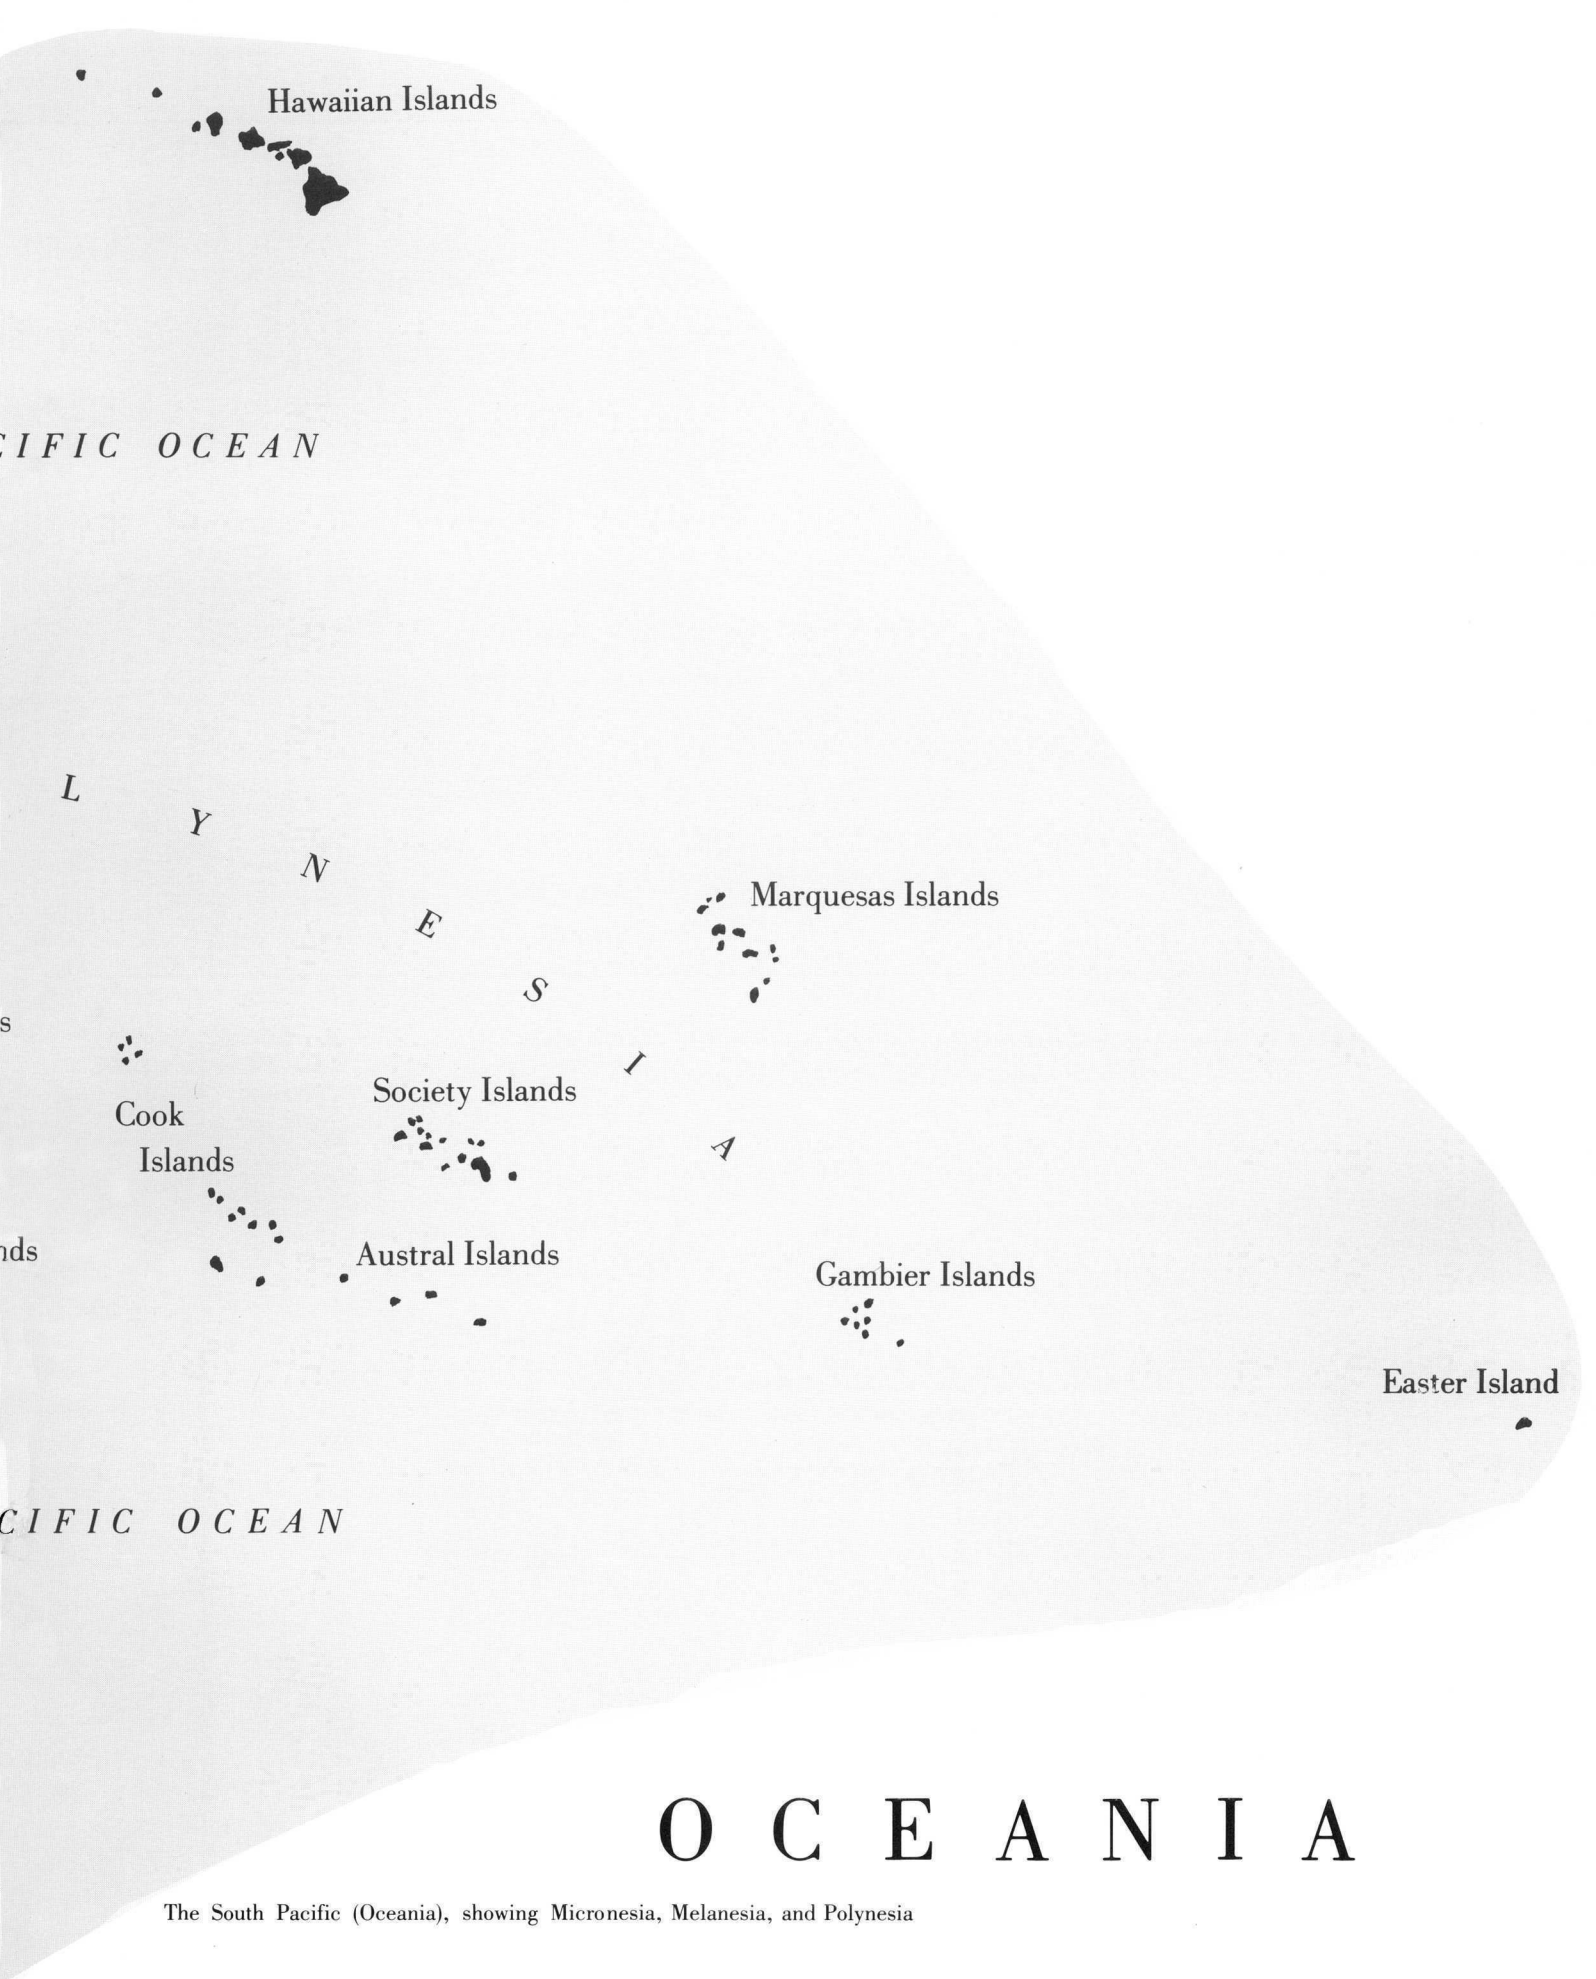 Hawaiian Islands
CIFIC OCEAN
L Y N E S I A
Marquesas Islands
s
Society Islands
Cook
Islands
nds
Austral Islands
Gambier Islands
Easter Island
CIFIC OCEAN
OCEANIA
The South Pacific (Oceania), showing Micronesia, Melanesia, and Polynesia